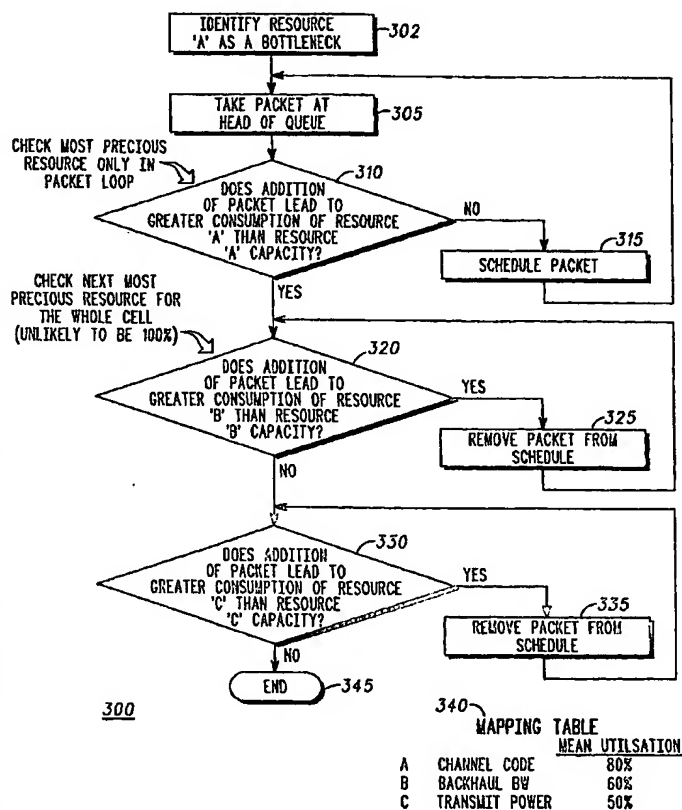 IDENTIFY RESOURCE
'A' AS A BOTTLENECK
302
TAKE PACKET AT
HEAD OF QUEUE
305
CHECK MOST PRECIOUS
RESOURCE ONLY IN
PACKET LOOP
310
DOES ADDITION
OF PACKET LEAD TO
GREATER CONSUMPTION OF RESOURCE
'A' THAN RESOURCE
'A' CAPACITY?
NO
315
SCHEDULE PACKET
YES
CHECK NEXT MOST
PRECIOUS RESOURCE FOR
THE WHOLE CELL
(UNLIKELY TO BE 100%)
320
DOES ADDITION
OF PACKET LEAD TO
GREATER CONSUMPTION OF RESOURCE
'B' THAN RESOURCE
'B' CAPACITY?
YES
325
REMOVE PACKET FROM
SCHEDULE
NO
330
DOES ADDITION
OF PACKET LEAD TO
GREATER CONSUMPTION OF RESOURCE
'C' THAN RESOURCE
'C' CAPACITY?
YES
335
REMOVE PACKET FROM
SCHEDULE
NO
END
345
300
340
MAPPING TABLE
MEAN UTILSATION
A CHANNEL CODE 80%
B BACKHAUL BW 60%
C TRANSMIT POWER 50%